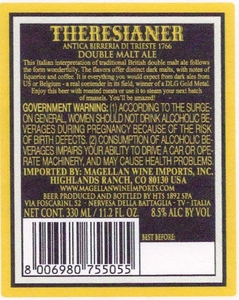 THERESIANER
ANTICA BIRRERIA DI TRIESTE 1766
DOUBLE MALT ALE
This Italian interpretation of traditional British double malt ale follows
the form wonderfully. The flavors offer distinct dark malts, with notes of
liquorice and coffee. It is everything you would expect from dark ales from
US or Belgium - a real contender in its field, winner of a DLG Gold Metal.
Enjoy this beer with roasted meats or use it to steam your next batch
of mussels. You'll be amazed!
GOVERNMENT WARNING: (1) ACCORDING TO THE SURGE-
ON GENERAL, WOMEN SHOULD NOT DRINK ALCOHOLIC BE-
VERAGES DURING PREGNANCY BECAUSE OF THE RISK
OF BIRTH DEFECTS. (2) CONSUMPTION OF ALCOHOLIC BE-
VERAGES IMPAIRS YOUR ABILITY TO DRIVE A CAR OR OPE-
RATE MACHINERY, AND MAY CAUSE HEALTH PROBLEMS.
IMPORTED BY: MAGELLAN WINE IMPORTS, INC.
HIGHLANDS RANCH, CO 80130 USA
WWW.MAGELLANWINEIMPORTS.COM
BEER PRODUCED AND BOTTLED BY HTS 5892 SPA
VIA FOSCARINI, 52 - NERVESA DELLA BATTAGLIA - TV - ITALIA
NET CONT. 330 ML / 11.2 FL. OZ. 8.5% ALC BY VOL
BEST BEFORE:
8 006980 755055